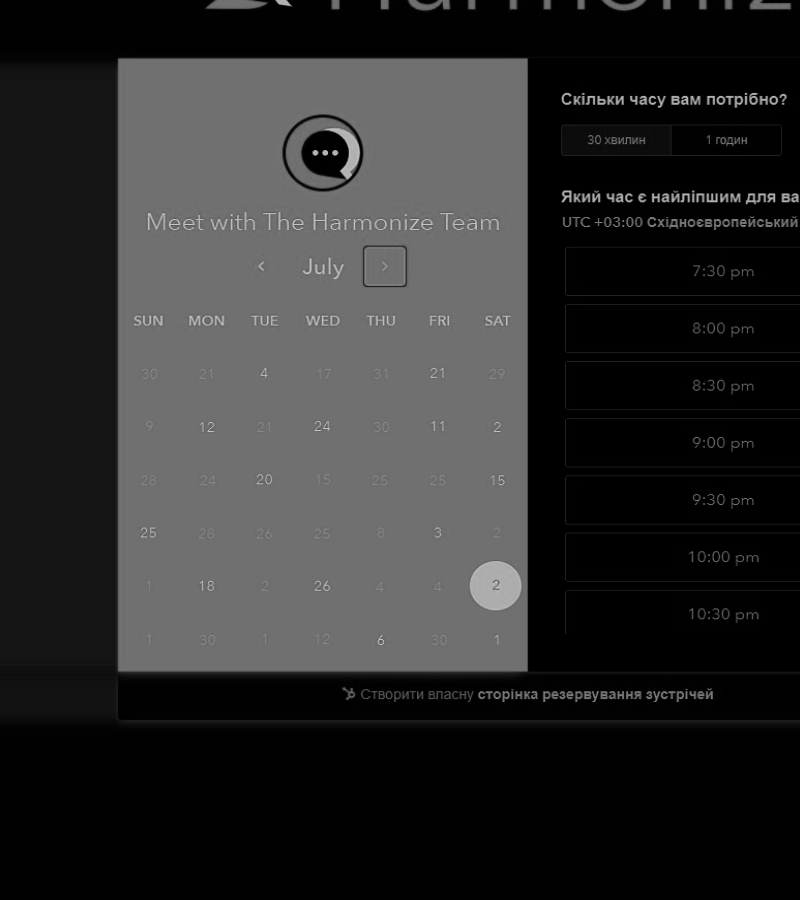 Harmoniz
Meet with The Harmonize Team
July
SUN MON TUE WED THU FRI SAT
30 21 4 17 31 21 29
9 12 21 24 30 11 2
28 24 20 15 25 25 15
25 28 26 25 8 3 2
1 18 2 26 4 4 2
1 30 1 12 6 30 1
Скільки часу вам потрібно?
30 хвилин 1 годин
Який час є найліпшим для ва
UTC +03:00 Східноєвропейський
7:30 pm
8:00 pm
8:30 pm
9:00 pm
9:30 pm
10:00 pm
10:30 pm
Створити власну сторінка резервування зустрічей